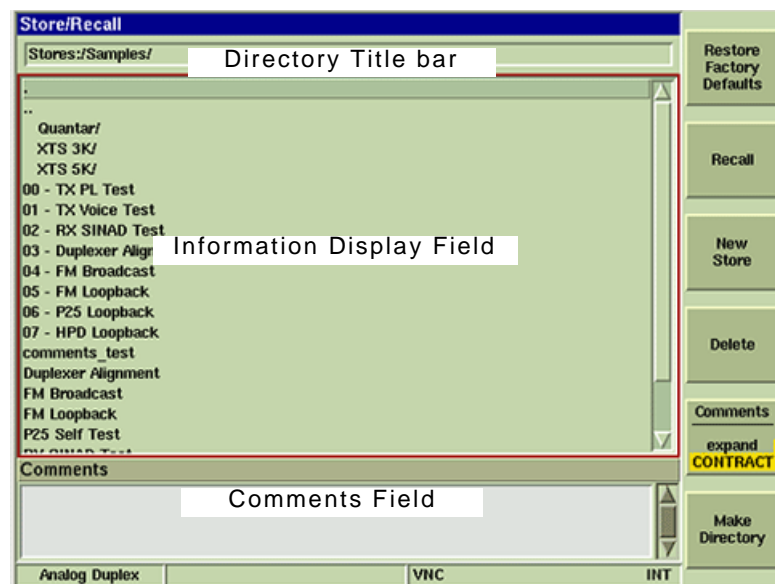 Store/Recall
Stores:/Samples/
Directory Title bar
.
..
Quantar/
XTS 3K/
XTS 5K/
00 - TX PL Test
01 - TX Voice Test
02 - RX SINAD Test
03 - Duplexer Align
Information Display Field
04 - FM Broadcast
05 - FM Loopback
06 - P25 Loopback
07 - HPD Loopback
comments_test
Duplexer Alignment
FM Broadcast
FM Loopback
P25 Self Test
Comments
Comments Field
Analog Duplex
VNC
INT
Restore
Factory
Defaults
Recall
New
Store
Delete
Comments
expand
CONTRACT
Make
Directory